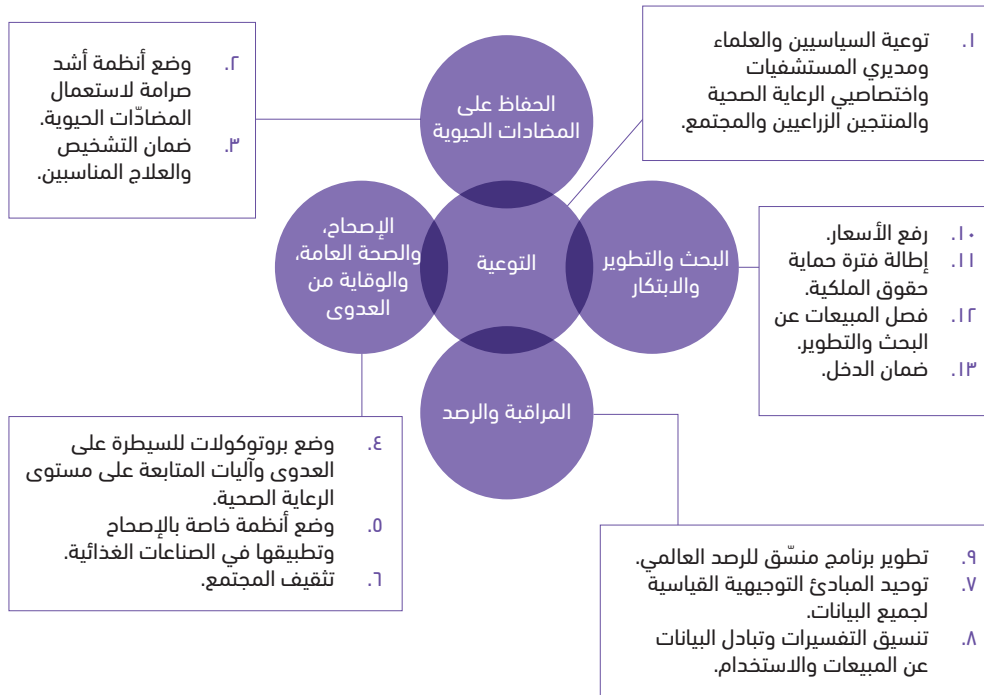 ١. توعية السياسيين والعلماء
ومديري المستشفيات
واختصاصيي الرعاية الصحية
والمنتجين الزراعيين والمجتمع.
٢. وضع أنظمة أشد
صرامة لاستعمال
المضادّات الحيوية.
٣. ضمان التشخيص
والعلاج المناسبين.
الحفاظ على
المضادات الحيوية
البحث والتطوير
والابتكار
التوعية
الإصحاح،
والصحة العامة،
والوقاية من
العدوى
المراقبة والرصد
١٠. رفع الأسعار.
١١. إطالة فترة حماية
حقوق الملكية.
١٢. فصل المبيعات عن
البحث والتطوير.
١٣. ضمان الدخل.
٤. وضع بروتوكولات للسيطرة على
العدوى وآليات المتابعة على مستوى
الرعاية الصحية.
٥. وضع أنظمة خاصة بالإصحاح
وتطبيقها في الصناعات الغذائية.
٦. تثقيف المجتمع.
٩. تطوير برنامج منسّق للرصد العالمي.
٧. توحيد المبادئ التوجيهية القياسية
لجميع البيانات.
٨. تنسيق التفسيرات وتبادل البيانات
عن المبيعات والاستخدام.